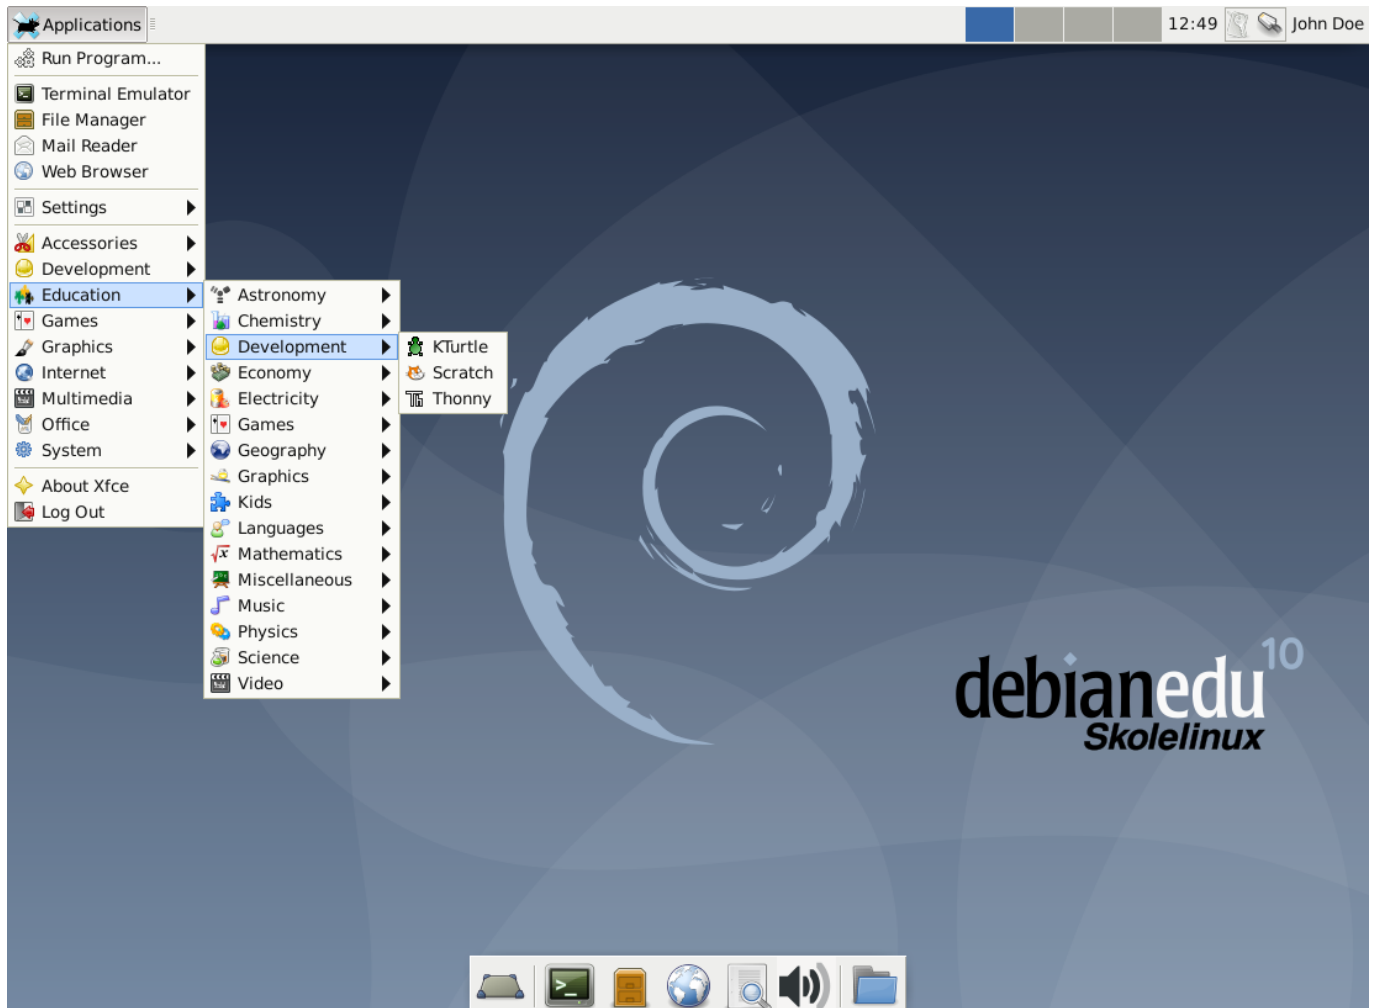 Applications
12:49
John Doe
Run Program...
Terminal Emulator
File Manager
Mail Reader
Web Browser
Settings
Accessories
Development
Education
Games
Graphics
Internet
Multimedia
Office
System
About Xfce
Log Out
Astronomy
Chemistry
Development
Economy
Electricity
Games
Geography
Graphics
Kids
Languages
Mathematics
Miscellaneous
Music
Physics
Science
Video
KTurtle
Scratch
Thonny
debianedu10
Skolelinux